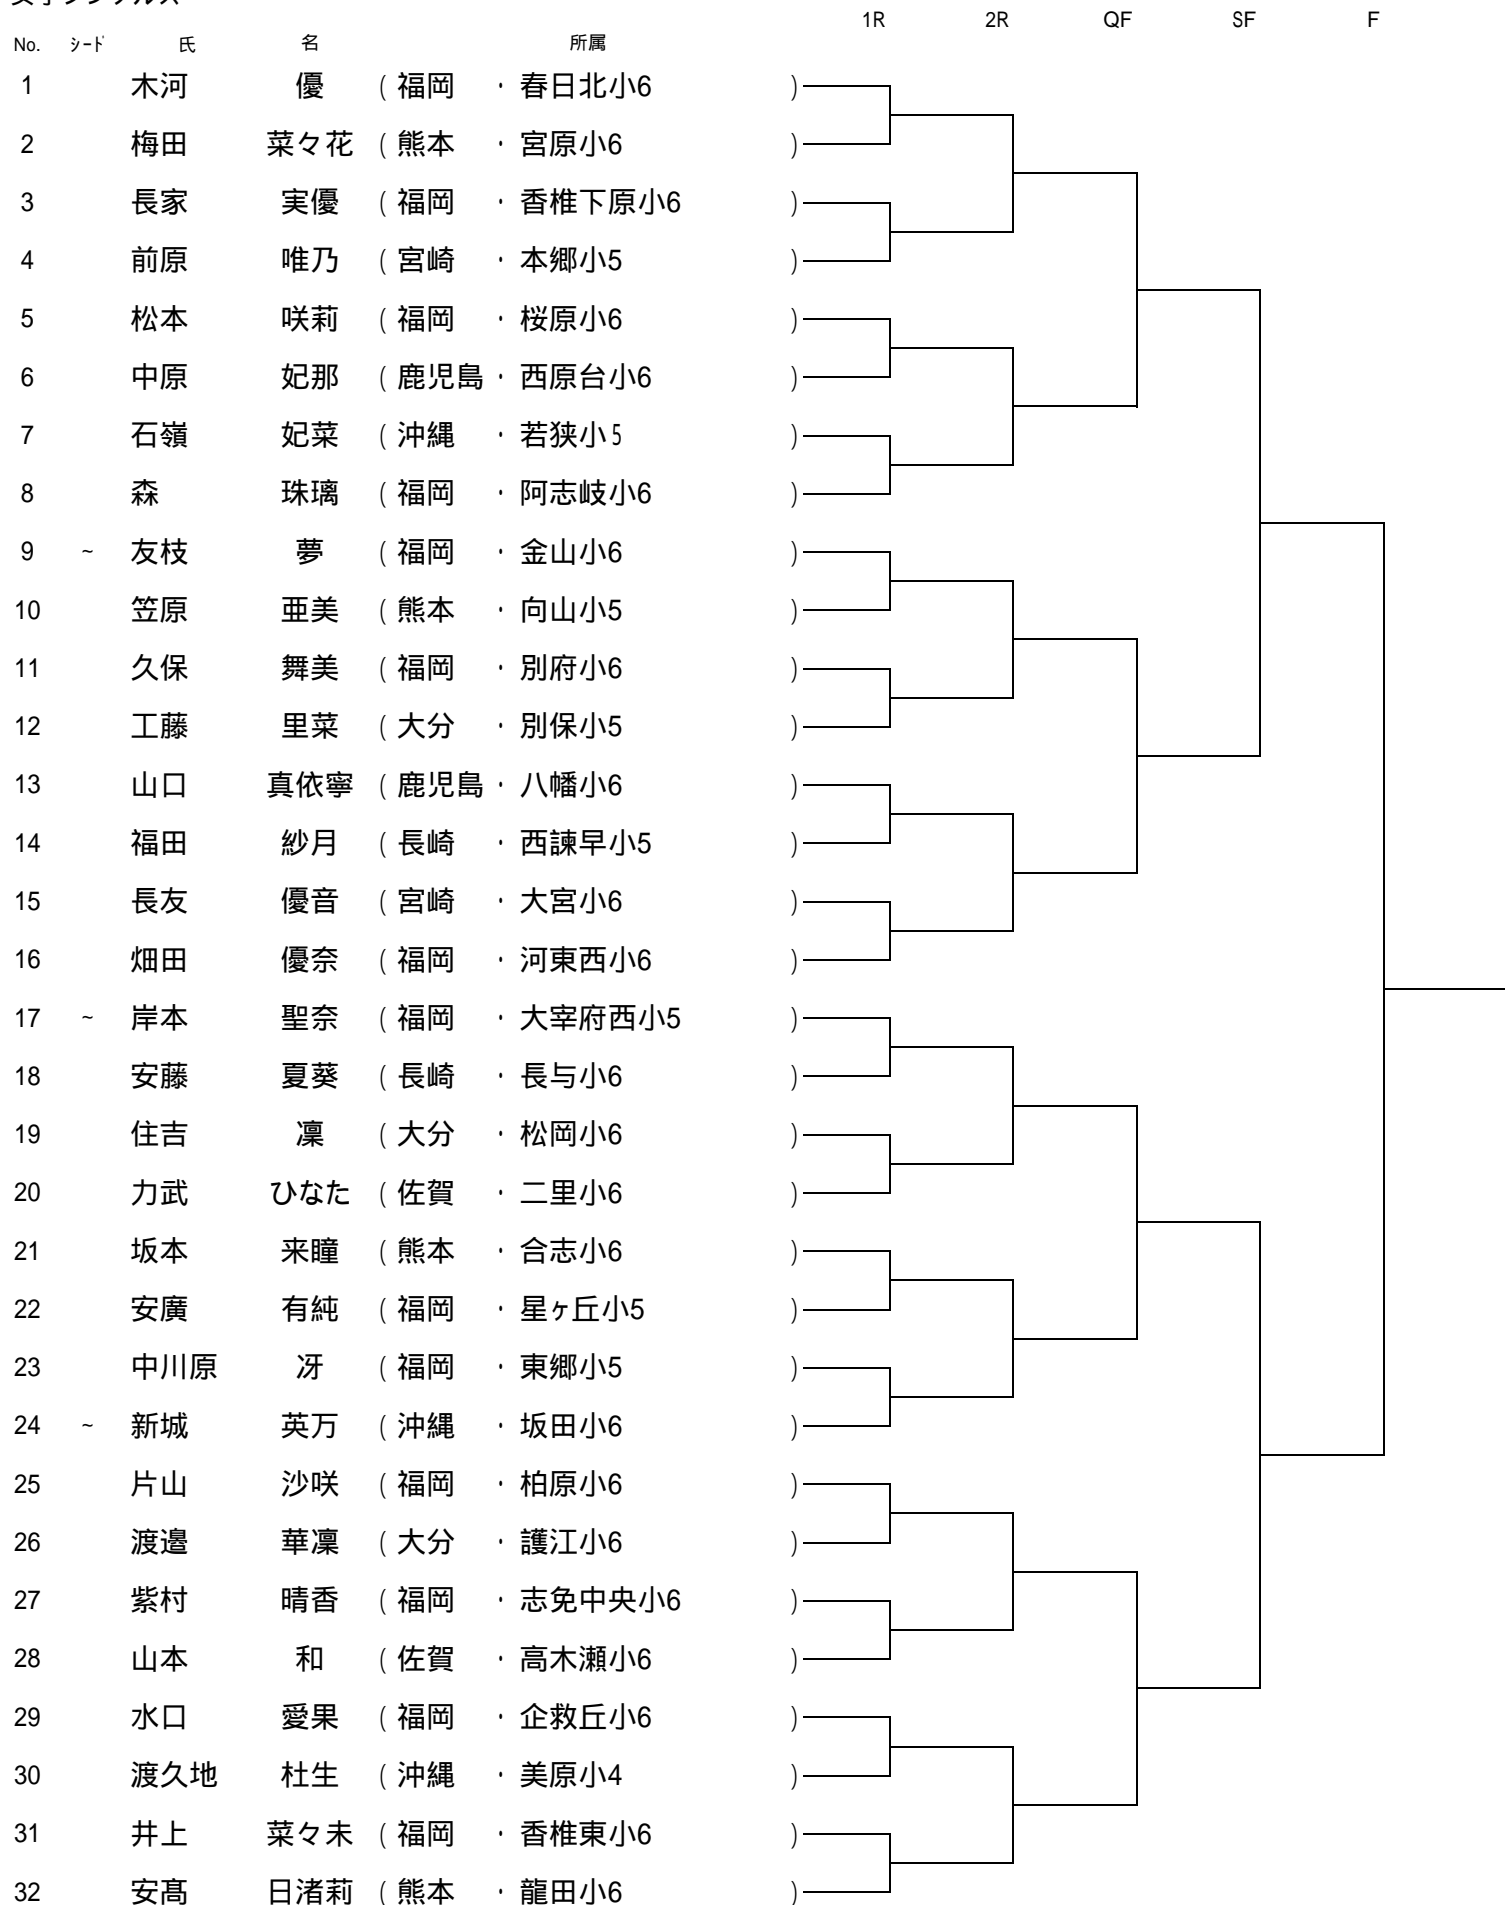 1R 2R QF SF F
No. シード 氏 名 所属
1 木河 優 ( 福岡 ・ 春日北小6 )
2 梅田 菜々花 ( 熊本 ・ 宮原小6 )
3 長家 実優 ( 福岡 ・ 香椎下原小6 )
4 前原 唯乃 ( 宮崎 ・ 本郷小5 )
5 松本 咲莉 ( 福岡 ・ 桜原小6 )
6 中原 妃那 ( 鹿児島 ・ 西原台小6 )
7 石嶺 妃菜 ( 沖縄 ・ 若狭小5 )
8 森 珠璃 ( 福岡 ・ 阿志岐小6 )
9 ~ 友枝 夢 ( 福岡 ・ 金山小6 )
10 笠原 亜美 ( 熊本 ・ 向山小5 )
11 久保 舞美 ( 福岡 ・ 別府小6 )
12 工藤 里菜 ( 大分 ・ 別保小5 )
13 山口 真依寧 ( 鹿児島 ・ 八幡小6 )
14 福田 紗月 ( 長崎 ・ 西諫早小5 )
15 長友 優音 ( 宮崎 ・ 大宮小6 )
16 畑田 優奈 ( 福岡 ・ 河東西小6 )
17 ~ 岸本 聖奈 ( 福岡 ・ 大宰府西小5 )
18 安藤 夏葵 ( 長崎 ・ 長与小6 )
19 住吉 凜 ( 大分 ・ 松岡小6 )
20 力武 ひなた ( 佐賀 ・ 二里小6 )
21 坂本 来瞳 ( 熊本 ・ 合志小6 )
22 安廣 有純 ( 福岡 ・ 星ヶ丘小5 )
23 中川原 冴 ( 福岡 ・ 東郷小5 )
24 ~ 新城 英万 ( 沖縄 ・ 坂田小6 )
25 片山 沙咲 ( 福岡 ・ 柏原小6 )
26 渡邉 華凜 ( 大分 ・ 護江小6 )
27 紫村 晴香 ( 福岡 ・ 志免中央小6 )
28 山本 和 ( 佐賀 ・ 高木瀬小6 )
29 水口 愛果 ( 福岡 ・ 企救丘小6 )
30 渡久地 杜生 ( 沖縄 ・ 美原小4 )
31 井上 菜々未 ( 福岡 ・ 香椎東小6 )
32 安髙 日渚莉 ( 熊本 ・ 龍田小6 )